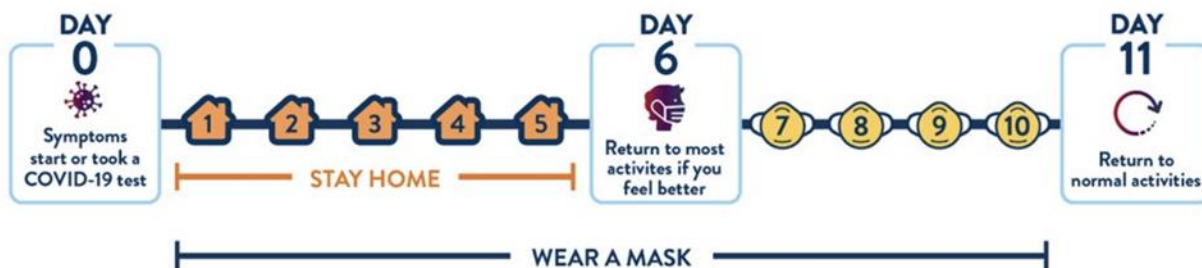 DAY
0
Symptoms
start or took a
COVID-19 test
1 2 3 4 5
STAY HOME
DAY
6
Return to most
activites if you
feel better
7 8 9 10
DAY
11
Return to
normal activities
WEAR A MASK